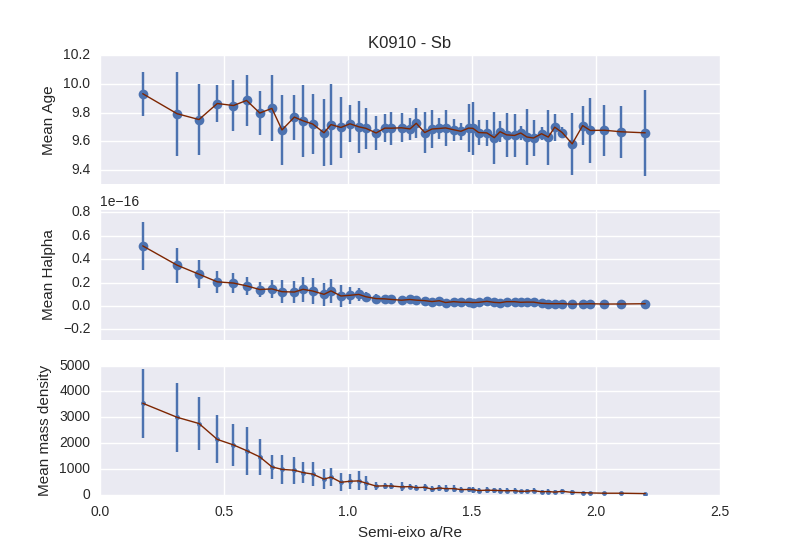 K0910 - Sb
Mean Age
10.2
10.0
9.8
9.6
9.4
1e−16
Mean Halpha
0.8
0.6
0.4
0.2
0.0
−0.2
Mean mass density
5000
4000
3000
2000
1000
0
0.0 0.5 1.0 1.5 2.0 2.5
Semi-eixo a/Re